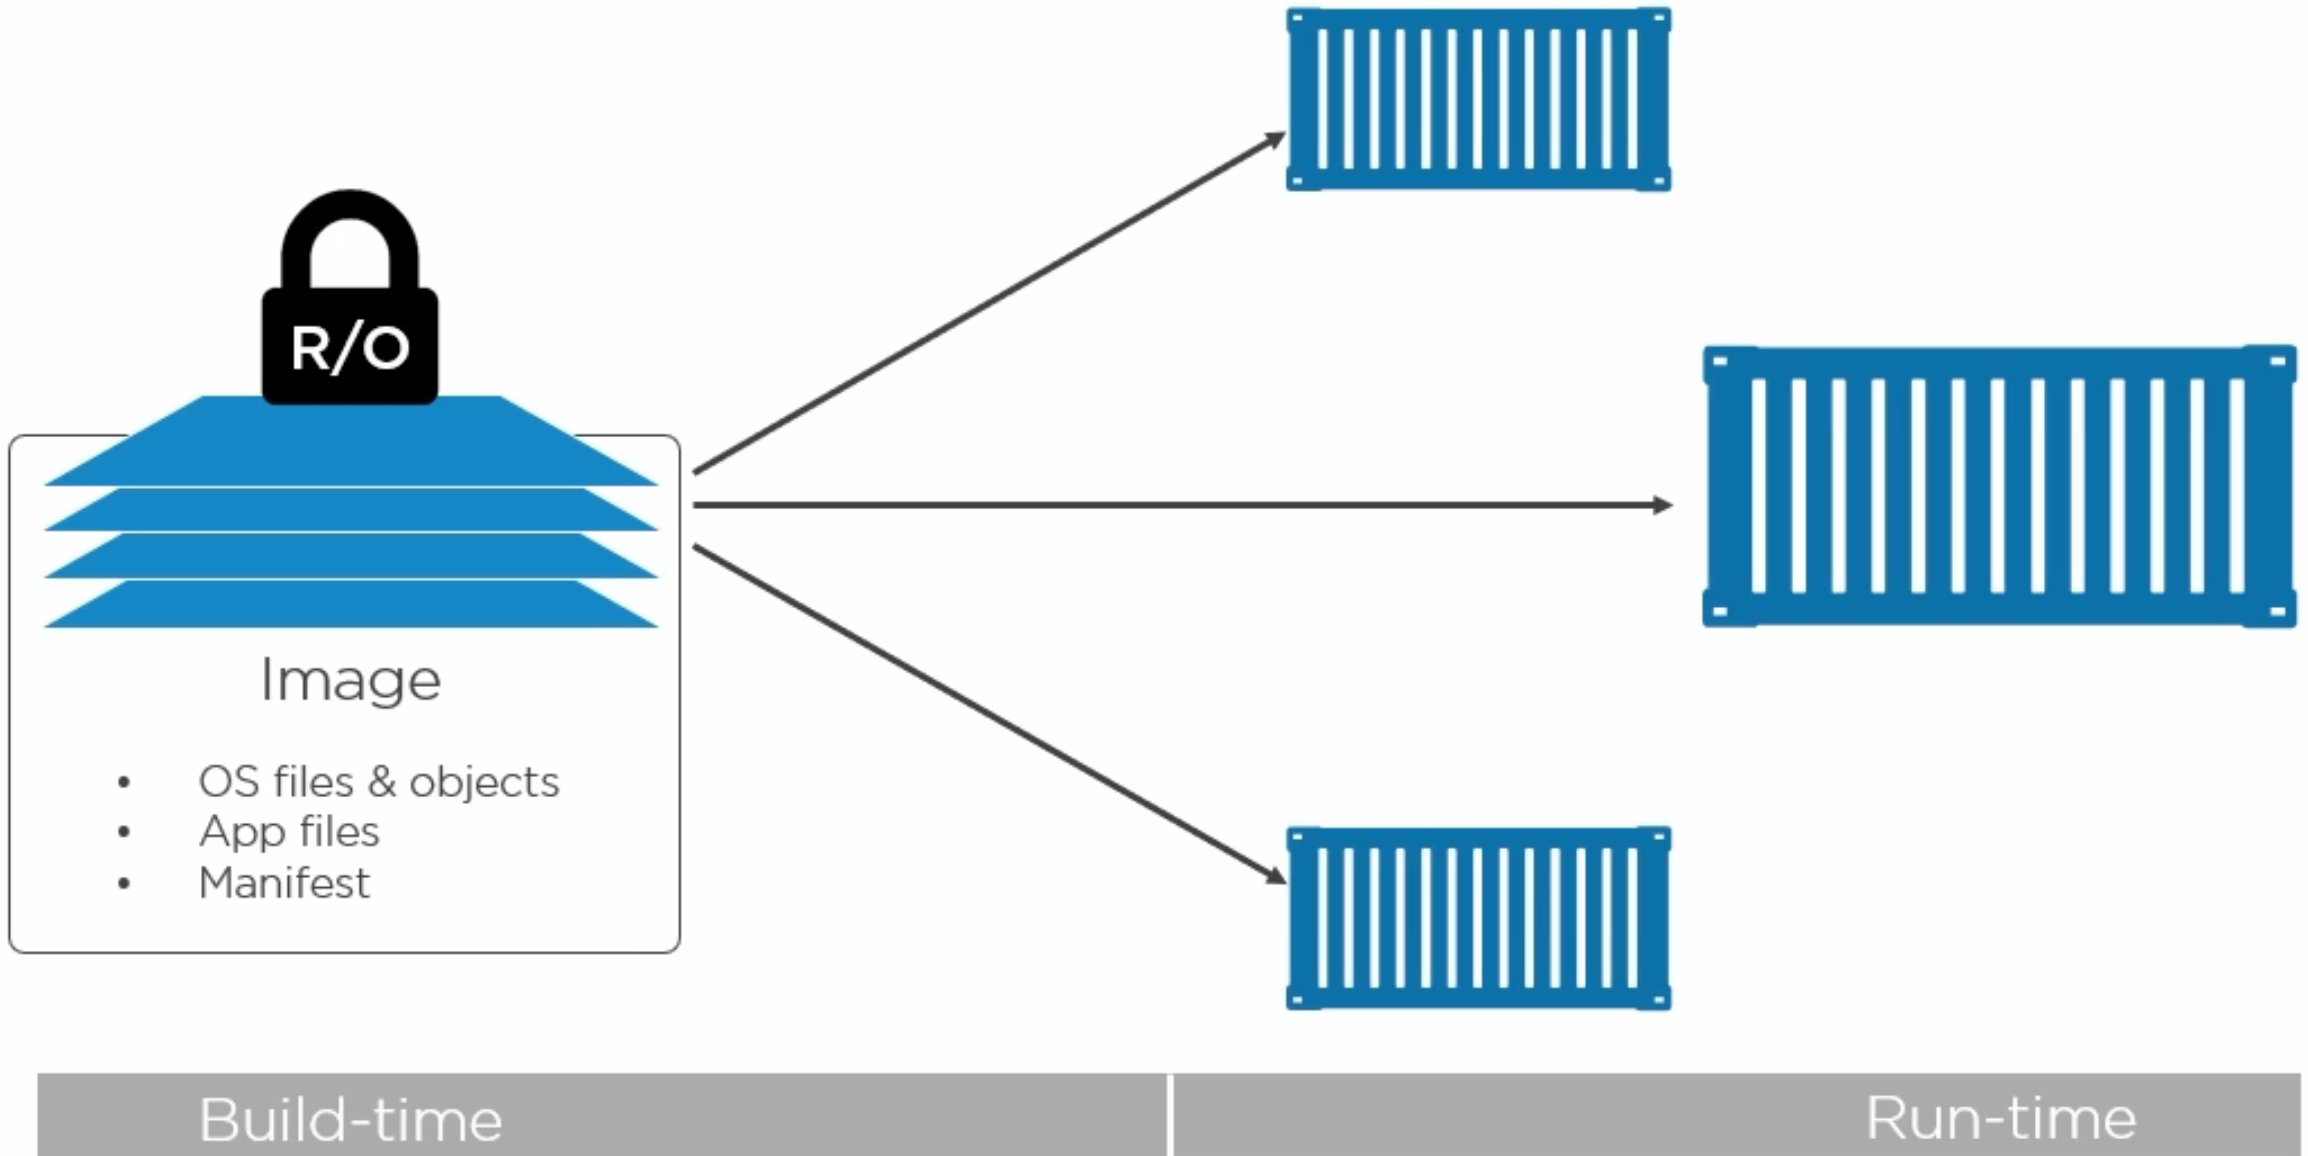 R/O
Image
• OS files & objects
• App files
• Manifest
Build-time
Run-time